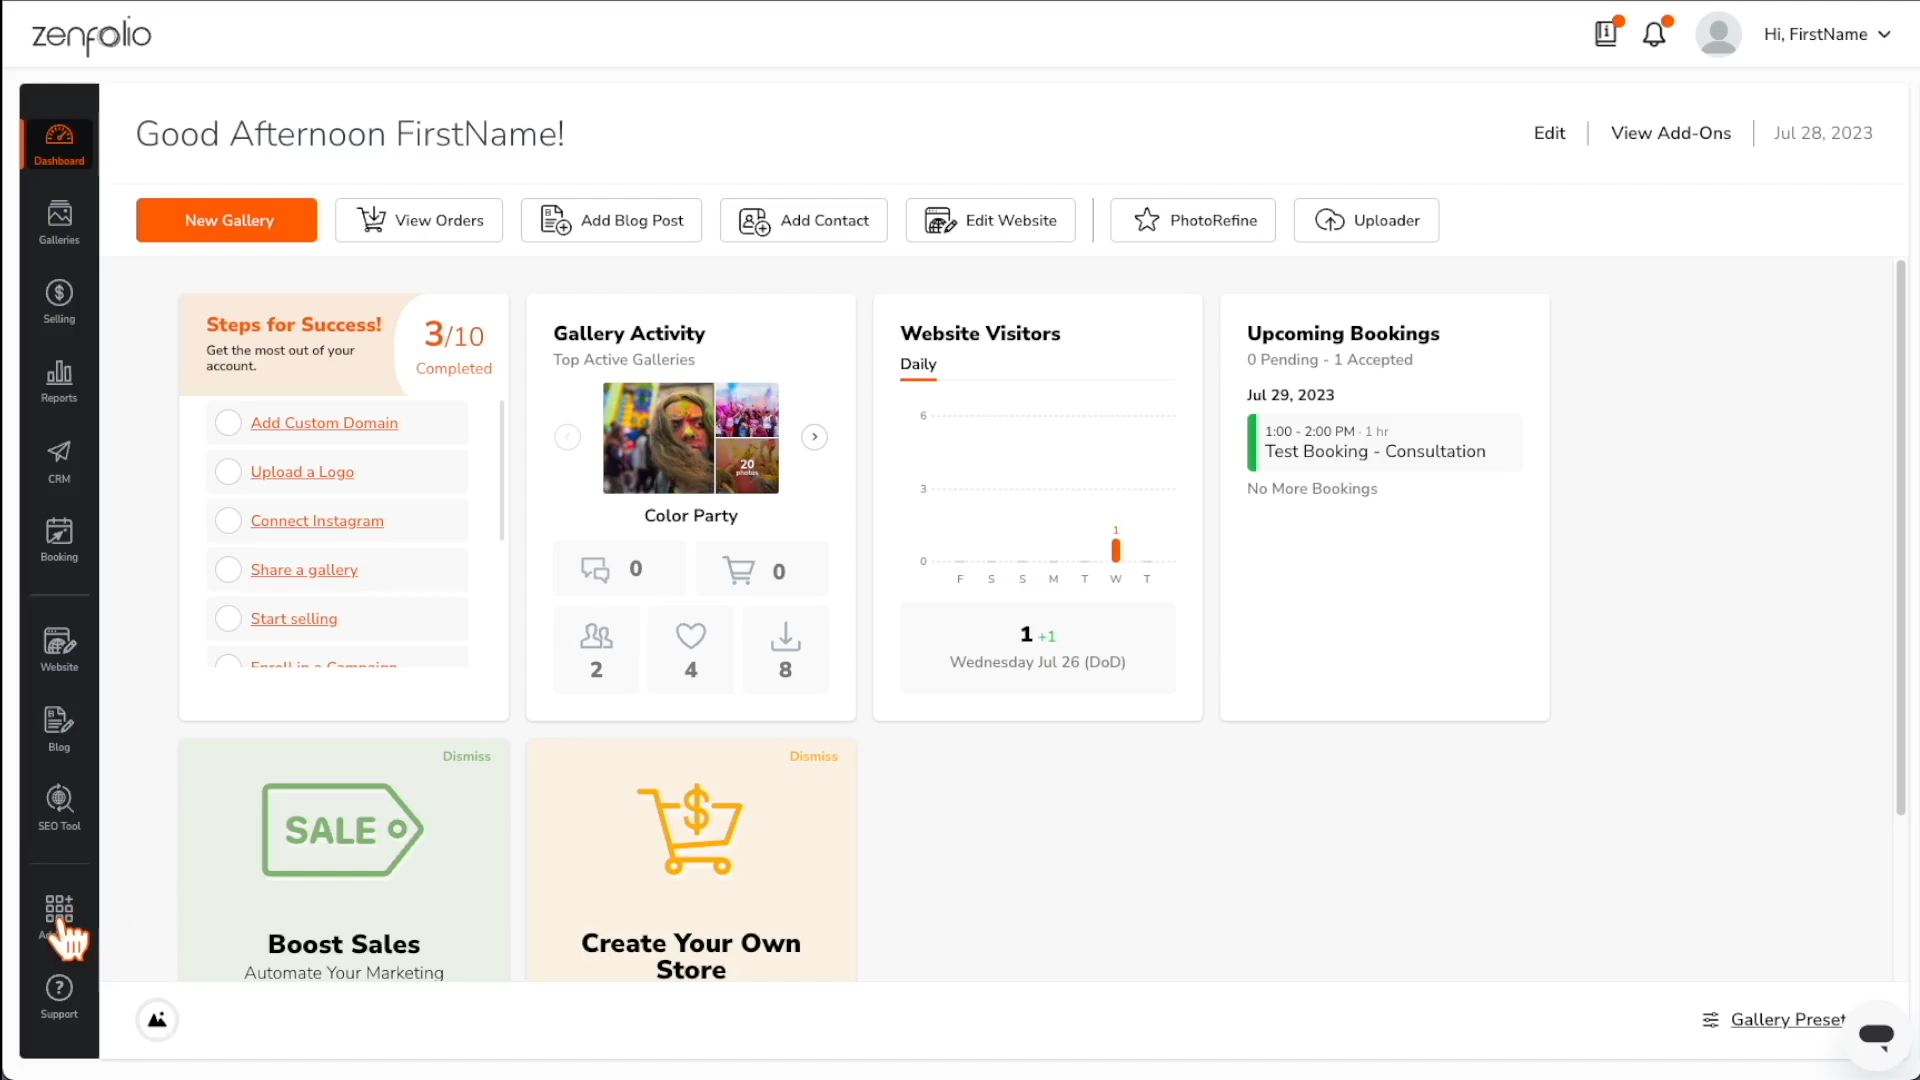 zenfolio
Hi, FirstName
Dashboard
Galleries
Selling
Reports
CRM
Booking
Website
Blog
SEO Tool
Support
Good Afternoon FirstName!
Edit
View Add-Ons
Jul 28, 2023
New Gallery
View Orders
Add Blog Post
Add Contact
Edit Website
PhotoRefine
Uploader
Steps for Success!
Get the most out of your
account.
3/10
Completed
Add Custom Domain
Upload a Logo
Connect Instagram
Share a gallery
Start selling
Enroll in a Campaign
Gallery Activity
Top Active Galleries
20
photos
Color Party
0
0
2
4
8
Website Visitors
Daily
6
3
0
1
F S S M T W T
1 +1
Wednesday Jul 26 (DoD)
Upcoming Bookings
0 Pending - 1 Accepted
Jul 29, 2023
1:00 - 2:00 PM · 1 hr
Test Booking - Consultation
No More Bookings
Dismiss
SALE
Boost Sales
Automate Your Marketing
Dismiss
$
Create Your Own
Store
Gallery Preset